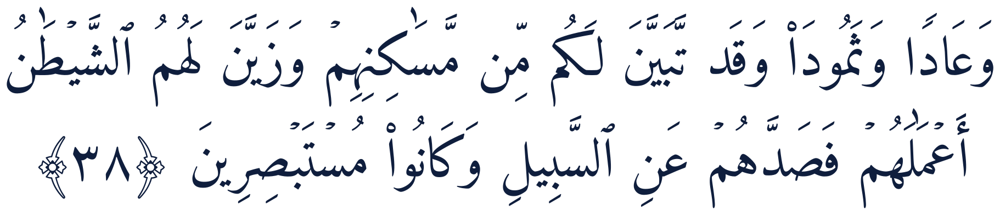 وَعَادًا وَثَمُودَا۟ وَقَد تَّبَيَّنَ لَكُم مِّن مَّسَـٰكِنِهِمْ وَزَيَّنَ لَهُمُ ٱلشَّيْطَـٰنُ
أَعْمَـٰلَهُمْ فَصَدَّهُمْ عَنِ ٱلسَّبِيلِ وَكَانُوا۟ مُسْتَبْصِرِينَ ﴿٣٨﴾